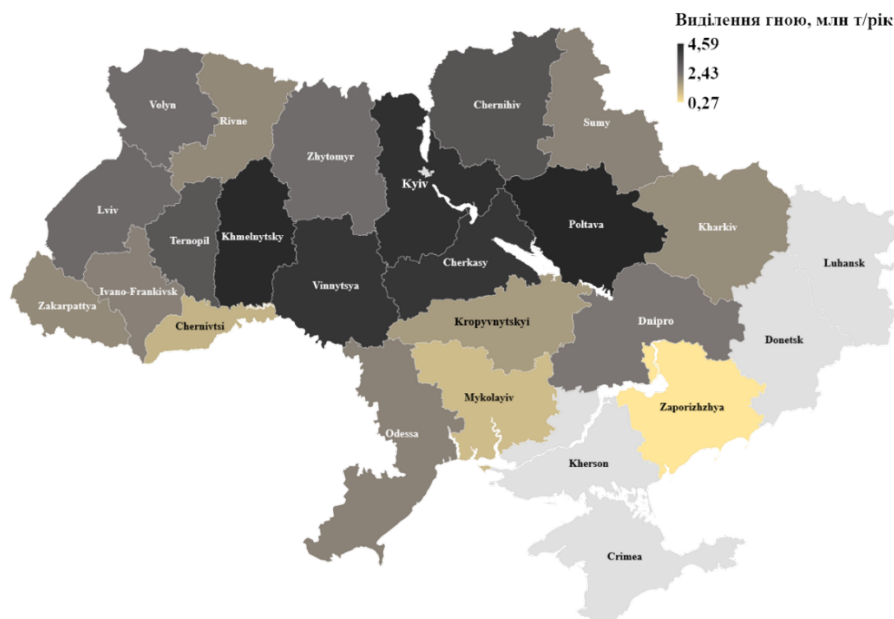 Виділення гною, млн т/рік
4,59
2,43
0,27
Volyn
Rivne
Zhytomyr
Kyiv
Chernihiv
Sumy
Lviv
Ternopil
Khmelnytsky
Vinnytsya
Cherkasy
Poltava
Kharkiv
Luhansk
Zakarpattya
Ivano-Frankivsk
Chernivtsi
Kropyvnytskyi
Dnipro
Donetsk
Odessa
Mykolayiv
Zaporizhzhya
Kherson
Crimea